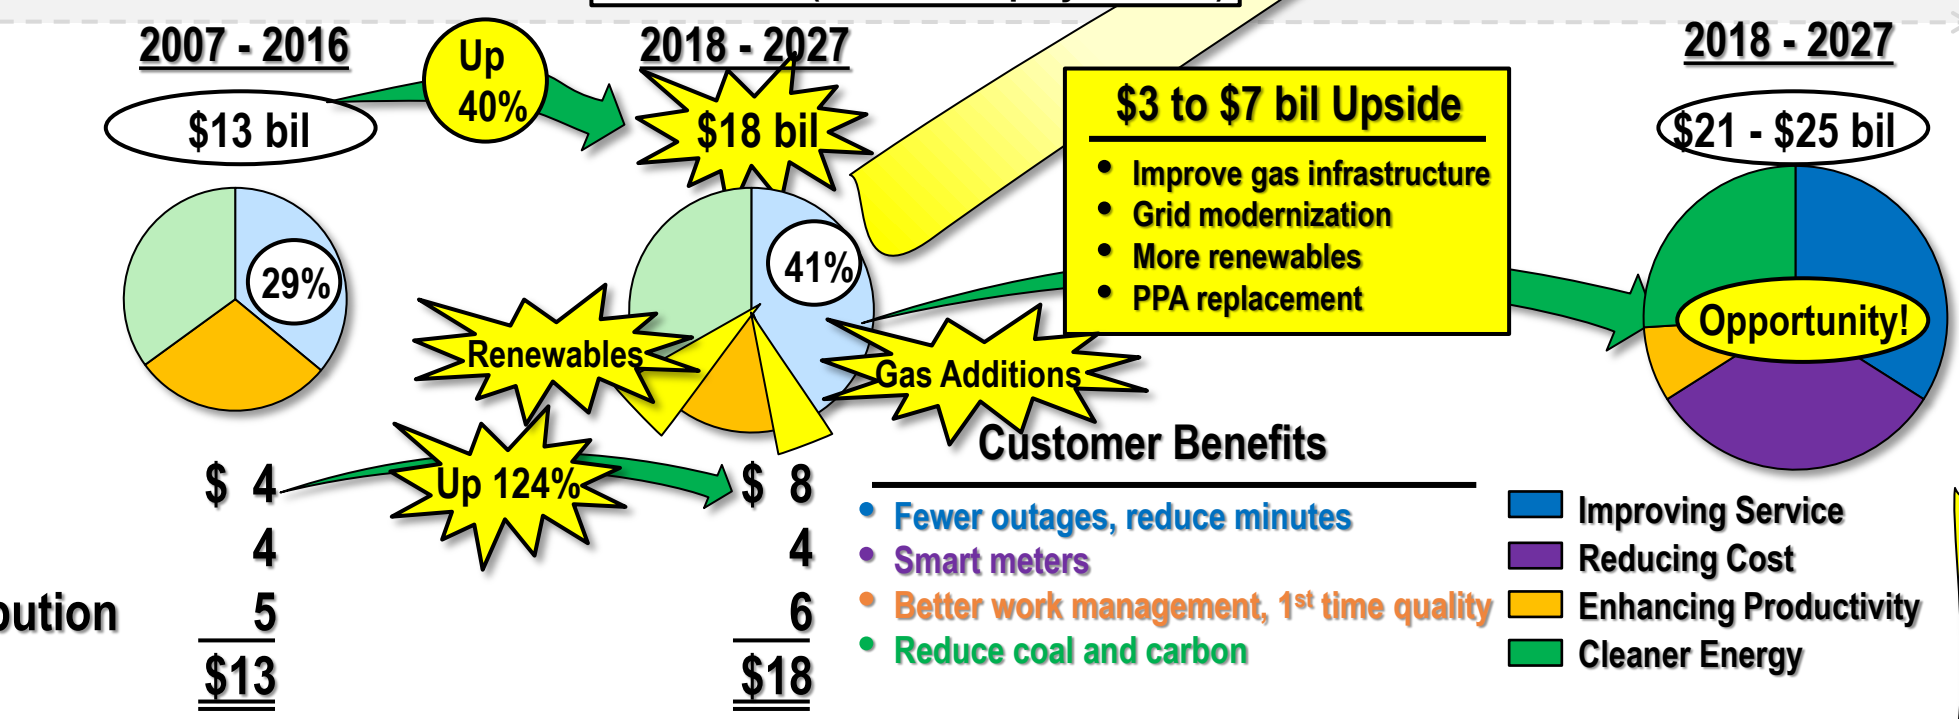 2007 - 2016
Up
40%
2018 - 2027
2018 - 2027
$13 bil
$18 bil
$3 to $7 bil Upside
• Improve gas infrastructure
• Grid modernization
• More renewables
• PPA replacement
$21 - $25 bil
29%
41%
Opportunity!
Renewables
Gas Additions
$ 4
Up 124%
$ 8
4
4
5
6
$13
$18
Customer Benefits
• Fewer outages, reduce minutes
• Smart meters
• Better work management, 1st time quality
• Reduce coal and carbon
Improving Service
Reducing Cost
Enhancing Productivity
Cleaner Energy